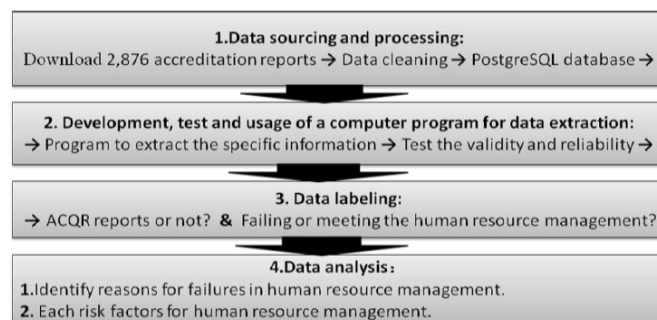 1.Data sourcing and processing:
Download 2,876 accreditation reports → Data cleaning → PostgreSQL database →
2. Development, test and usage of a computer program for data extraction:
→ Program to extract the specific information → Test the validity and reliability →
3. Data labeling:
→ ACQR reports or not? & Failing or meeting the human resource management?
4.Data analysis:
1.Identify reasons for failures in human resource management.
2. Each risk factors for human resource management.